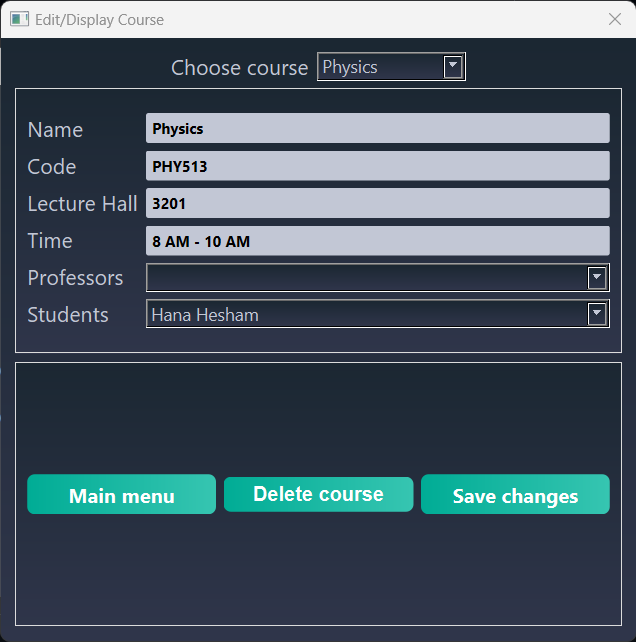 Edit/Display Course
Choose course Physics
Name Physics
Code PHY513
Lecture Hall 3201
Time 8 AM - 10 AM
Professors
Students Hana Hesham
Main menu Delete course Save changes